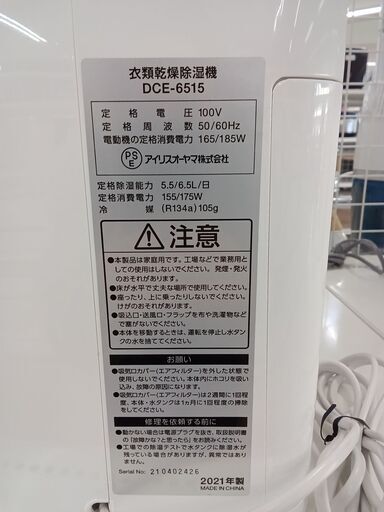 衣類乾燥除湿機
DCE-6515
定格電圧 100V
定格周波数 50/60Hz
電動機の定格消費電力 165/185W
PSE アイリスオーヤマ株式会社
定格除湿能力 5.5/6.5L/日
定格消費電力 155/175W
冷媒 (R134a) 105g
注意
●本製品は家庭用です。工場などで業務用と
しての使用はしないでください。発煙・発火
のおそれがあります。
●床が水平で丈夫な場所で使用してください。
●座ったり、上に乗ったりしないでください。
けがのおそれがあります。
●吸込口・送風口・フラップを布や洗濯物など
で塞がないでください。
●本体を移動するときは、運転を停止し水タン
クの水を捨ててください。
お願い
●吸気口カバー(エアフィルター)を外した状態で
使用しないでください。本体内にホコリを吸い
込み、故障の原因になります。
●吸気口カバー(エアフィルター)は2週間に1回程
度、本体・水タンクは1ヵ月に1回程度の掃除
をしてください。
修理を依頼する前に
●動かない場合は電源プラグを抜き、取扱説明書
の「故障かな?と思ったら」をお読みください。
●工場での除湿テストで水タンクに除湿水が
残っている場合がありますが、異常ではあり
ません。
Serial No: 210402426
2021年製
MADE IN CHINA